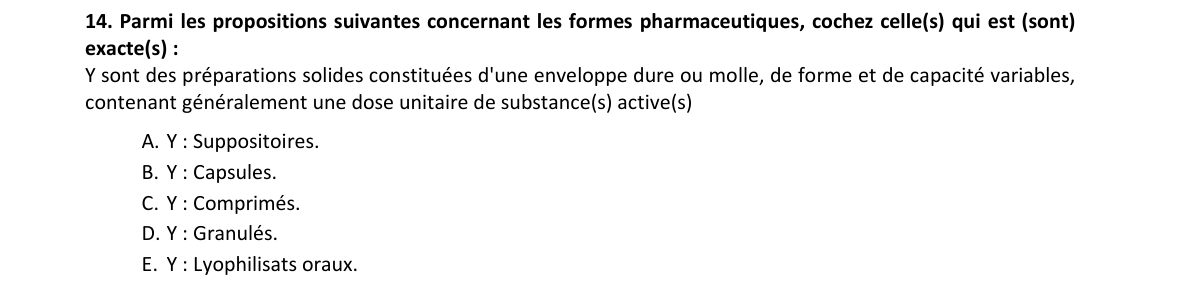 14. Parmi les propositions suivantes concernant les formes pharmaceutiques, cochez celle(s) qui est (sont)
exacte(s) :
Y sont des préparations solides constituées d'une enveloppe dure ou molle, de forme et de capacité variables,
contenant généralement une dose unitaire de substance(s) active(s)
A. Y : Suppositoires.
B. Y : Capsules.
C. Y : Comprimés.
D. Y : Granulés.
E. Y : Lyophilisats oraux.